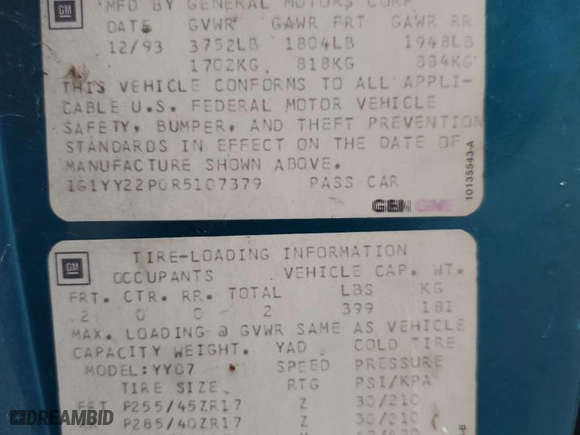 GM
MFD BY GENERAL MOTORS CORP
DATE GVWR GAWR FRT GAWR RR
12/93 3752LB 1804LB 1948LB
1702KG 818KG 884KG
THIS VEHICLE CONFORMS TO ALL APPLI-
CABLE U.S. FEDERAL MOTOR VEHICLE
SAFETY, BUMPER, AND THEFT PREVENTION
STANDARDS IN EFFECT ON THE DATE OF
MANUFACTURE SHOWN ABOVE.
1G1YY22P0R5107379 PASS CAR
10135543-A
GM
TIRE-LOADING INFORMATION
OCCUPANTS VEHICLE CAP. WT.
FRT. CTR. RR. TOTAL LBS KG
2 0 0 2 399 181
MAX. LOADING @ GVWR SAME AS VEHICLE
CAPACITY WEIGHT. YAD COLD TIRE
MODEL:YY07 SPEED PRESSURE
TIRE SIZE RTG PSI/KPA
FRT P255/45ZR17 Z 30/210
RR P285/40ZR17 Z 30/210
DREAMBID